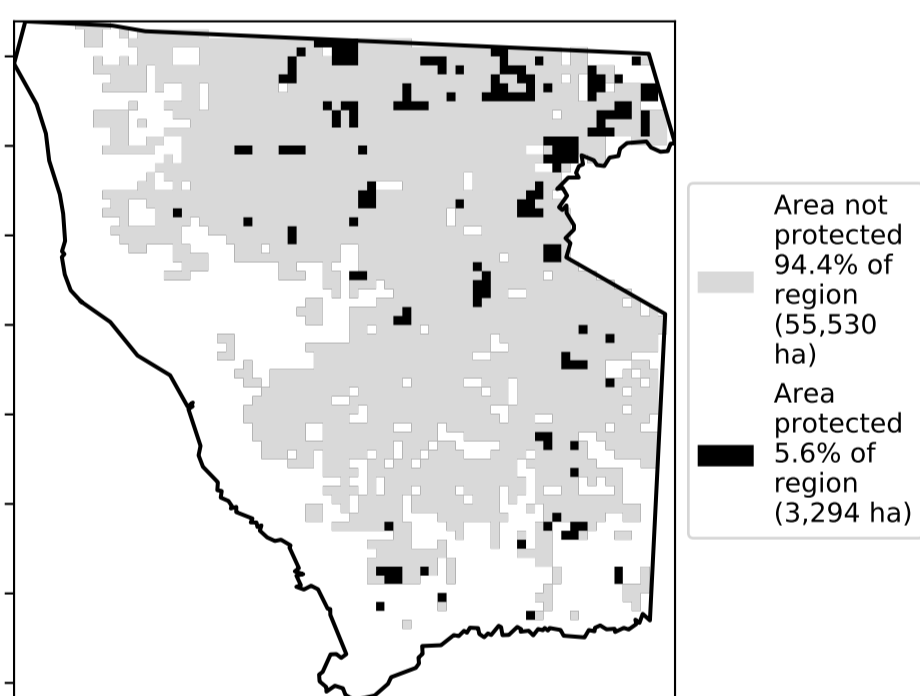 Area not
protected
94.4% of
region
(55,530
ha)
Area
protected
5.6% of
region
(3,294 ha)